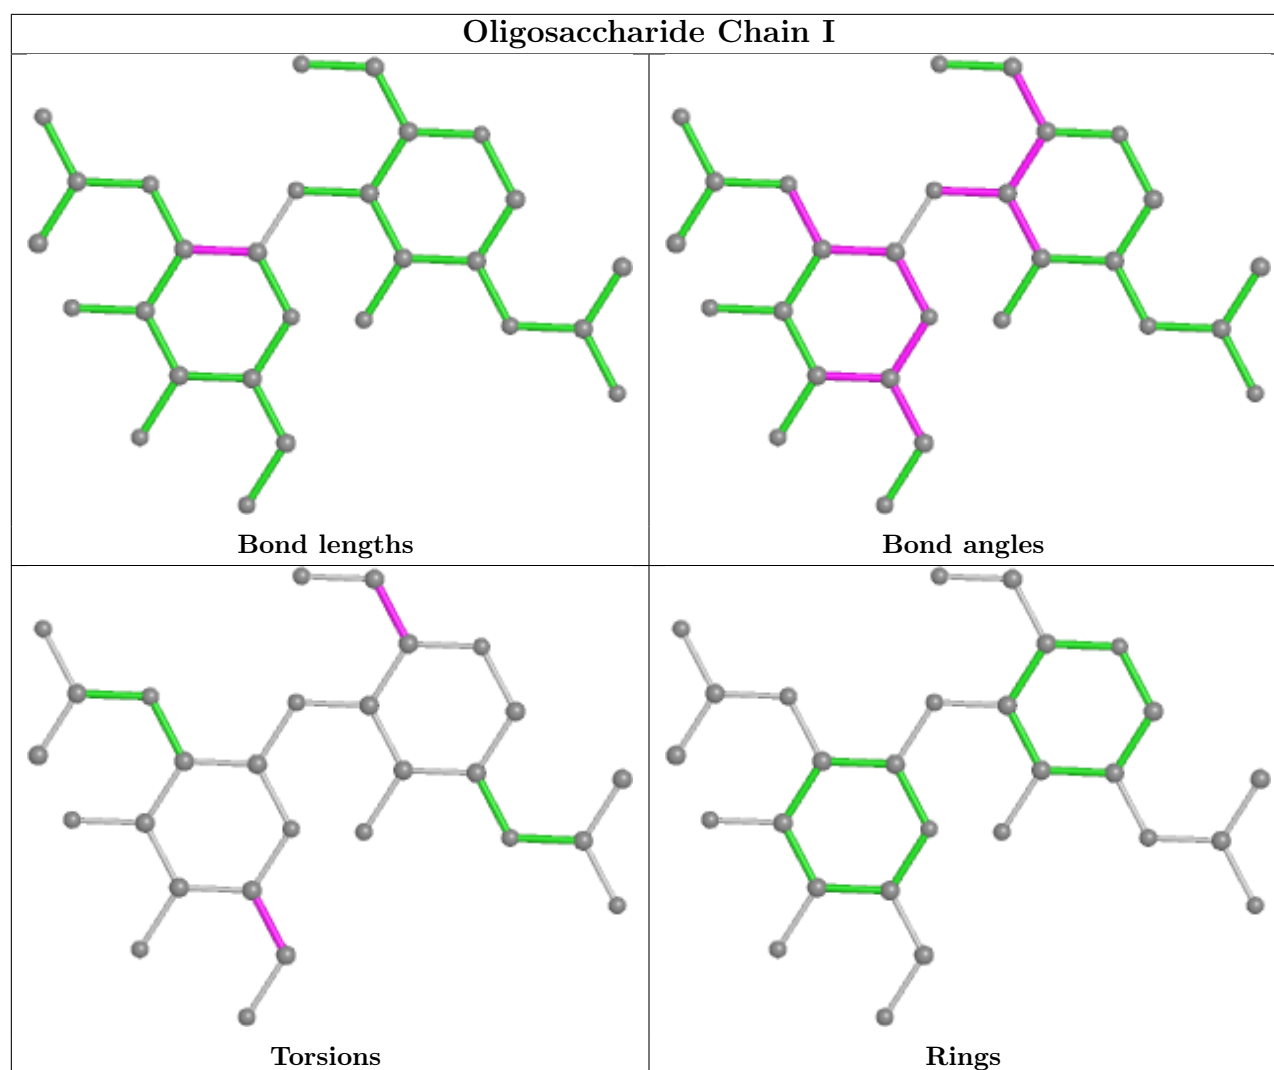 Oligosaccharide Chain I
Bond lengths
Bond angles
Torsions
Rings